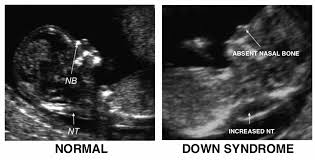 NB
NT
NORMAL
ABSENT NASAL BONE
INCREASED NT
DOWN SYNDROME